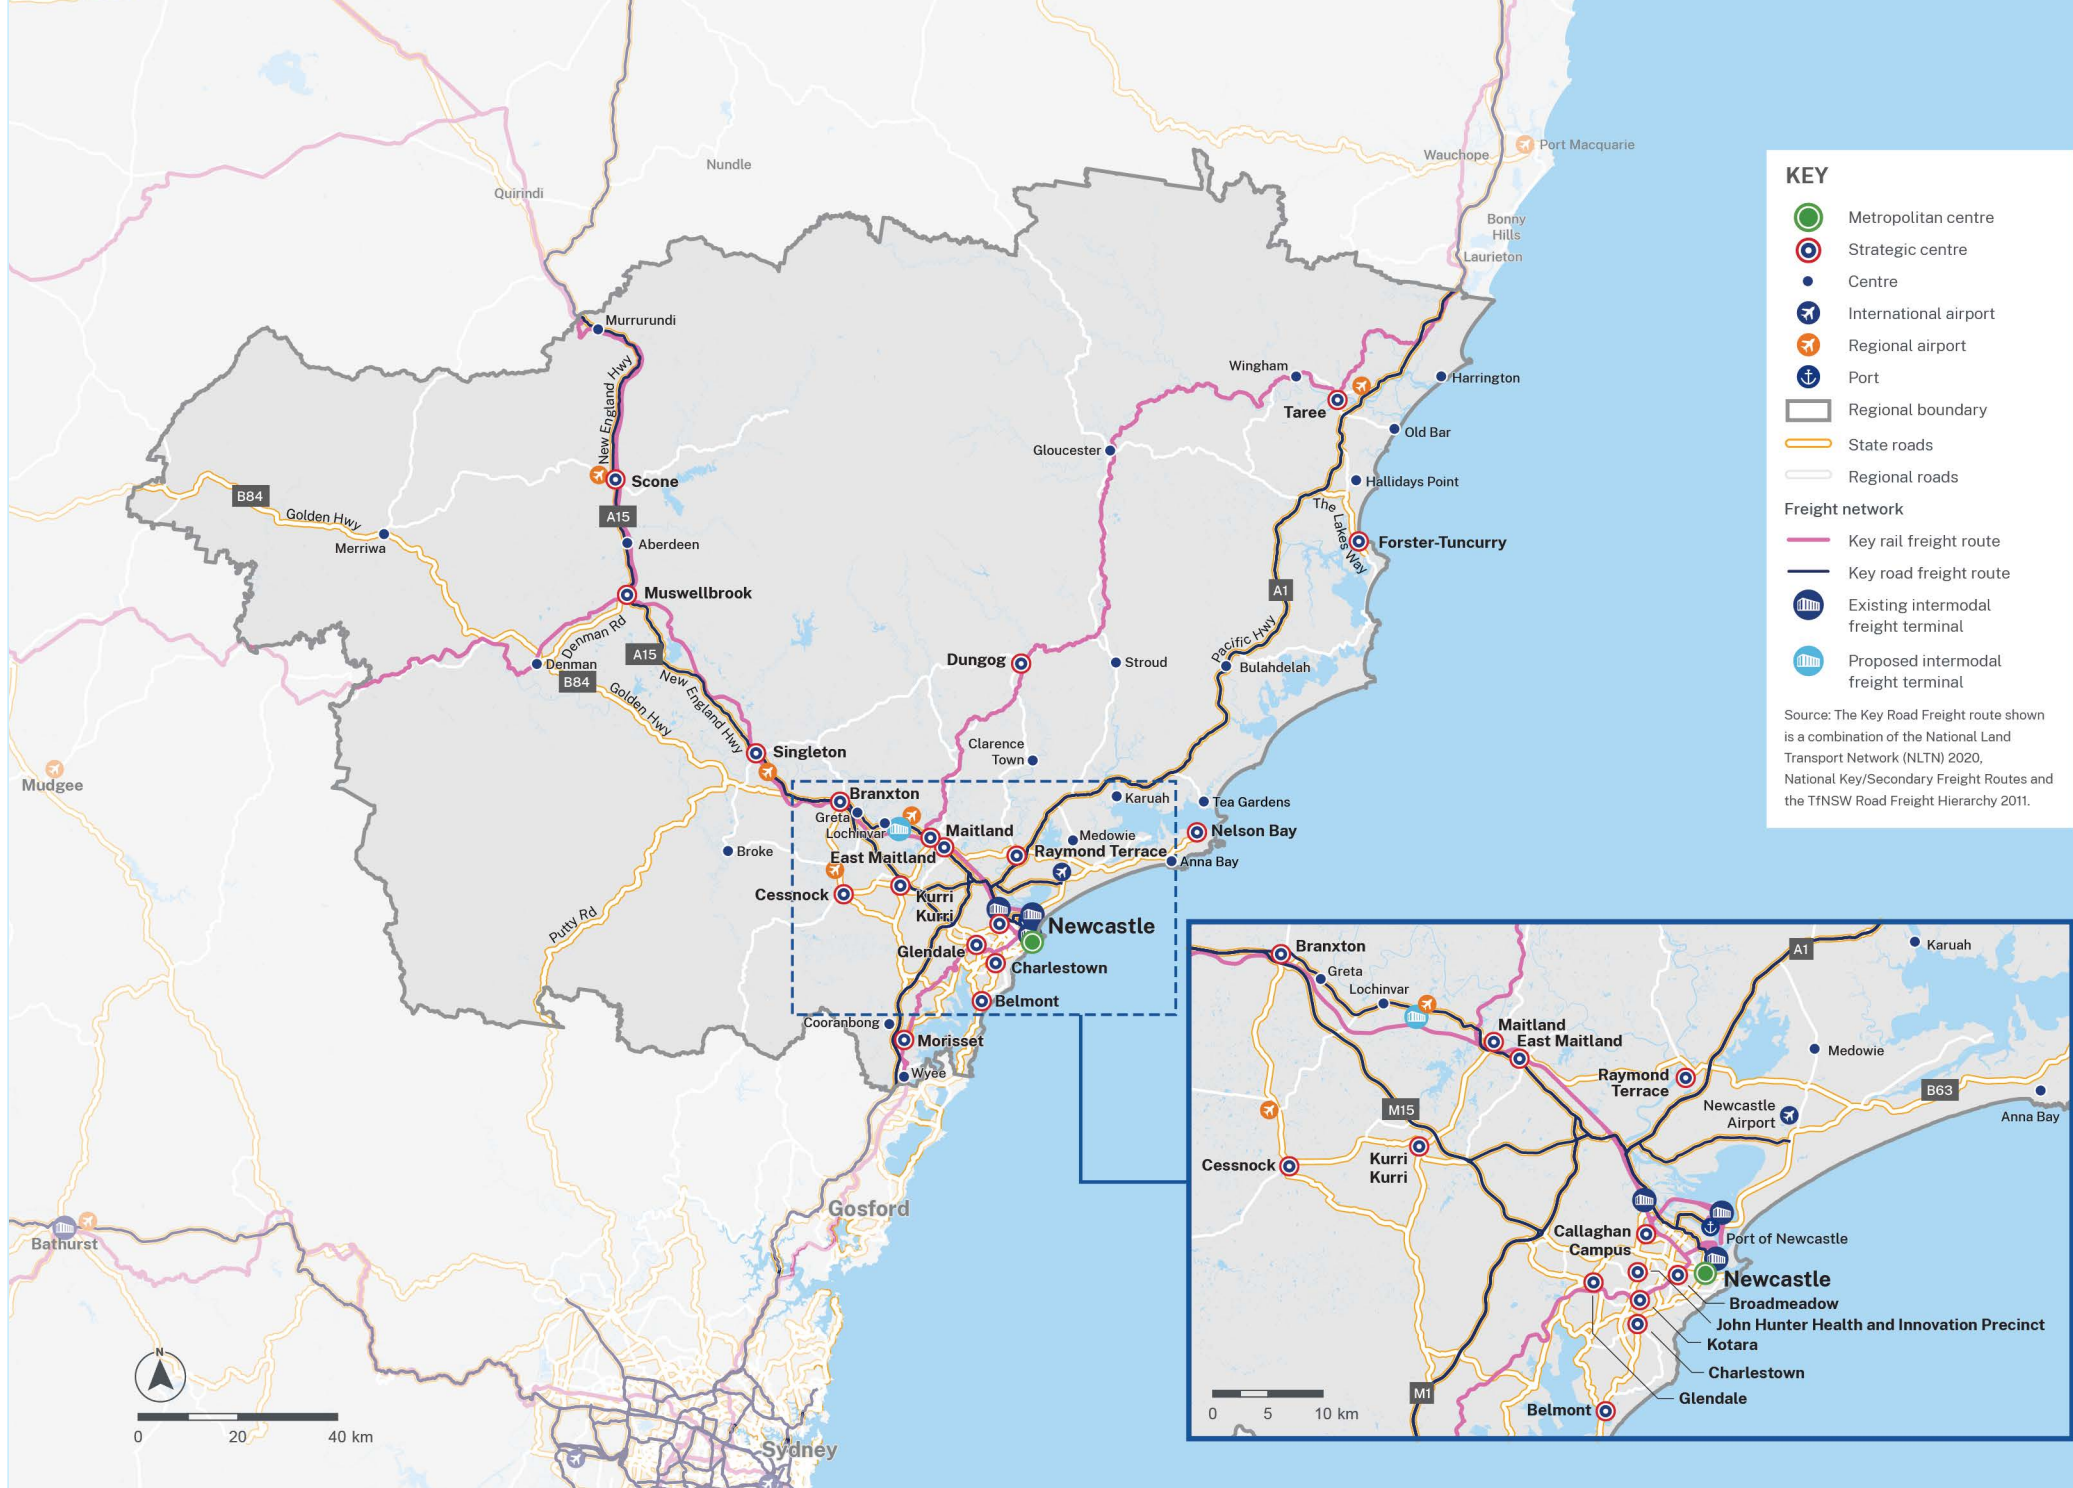 Port Macquarie
Wauchope
Nundle
Quirindi
Bonny
Hills
Laurieton
Murrurundi
New England Hwy
Wingham
Harrington
Taree
Old Bar
Gloucester
Scone
Hallidays Point
B84
Golden Hwy
The Lakes Way
A15
Merriwa
Aberdeen
Forster-Tuncurry
Muswellbrook
A1
Denman Rd
Pacific Hwy
A15
Dungog
Stroud
Denman
Bulahdelah
B84
New England Hwy
Golden Hwy
Singleton
Clarence
Town
Mudgee
Branxton
Karuah
Tea Gardens
Greta
Lochinvar
Maitland
Medowie
Nelson Bay
Broke
East Maitland
Raymond Terrace
Anna Bay
Cessnock
Kurri
Kurri
Putty Rd
Newcastle
Glendale
Charlestown
Belmont
Cooranbong
Morisset
Wyee
Gosford
Bathurst
Sydney
N
0 20 40 km
KEY
Metropolitan centre
Strategic centre
Centre
International airport
Regional airport
Port
Regional boundary
State roads
Regional roads
Freight network
Key rail freight route
Key road freight route
Existing intermodal
freight terminal
Proposed intermodal
freight terminal
Source: The Key Road Freight route shown
is a combination of the National Land
Transport Network (NLTN) 2020,
National Key/Secondary Freight Routes and
the TfNSW Road Freight Hierarchy 2011.
Branxton
A1
Karuah
Greta
Lochinvar
Maitland
East Maitland
Medowie
Raymond
Terrace
B63
M15
Newcastle
Airport
Anna Bay
Cessnock
Kurri
Kurri
Callaghan
Campus
Port of Newcastle
Newcastle
Broadmeadow
John Hunter Health and Innovation Precinct
Kotara
Charlestown
M1
Glendale
Belmont
0 5 10 km